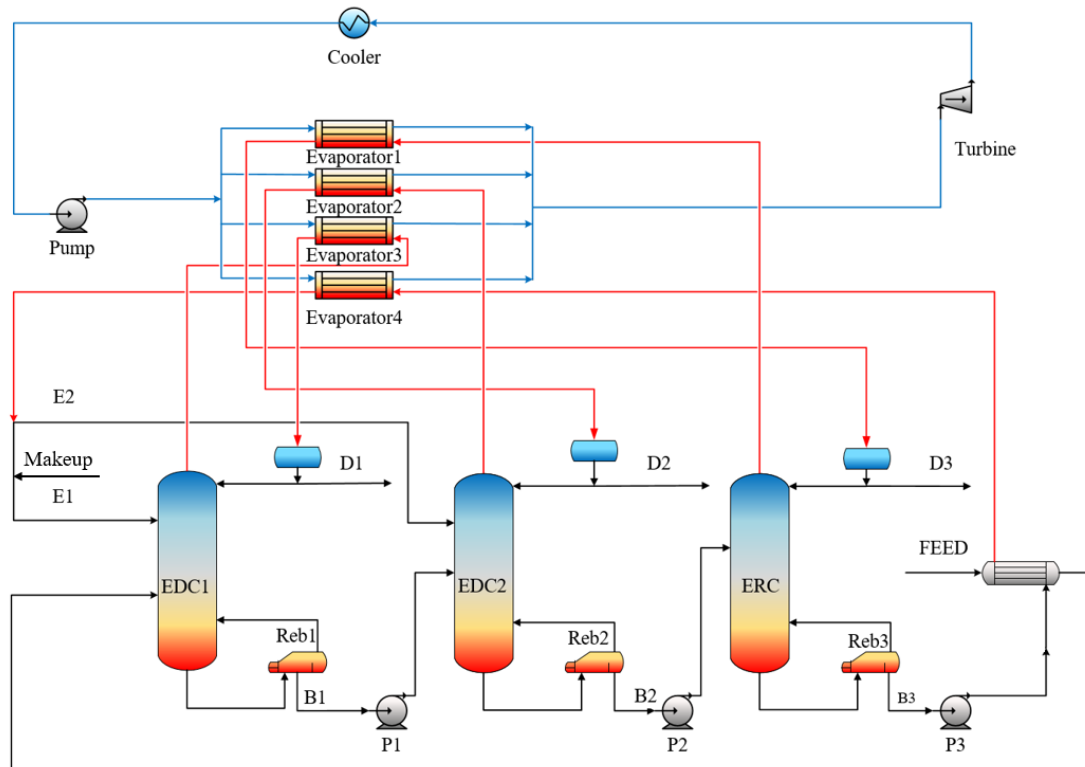 Cooler
Turbine
Evaporator1
Evaporator2
Pump
Evaporator3
Evaporator4
E2
Makeup
E1
D1
D2
D3
FEED
EDC1
EDC2
ERC
Reb1
Reb2
Reb3
B1
B2
B3
P1
P2
P3